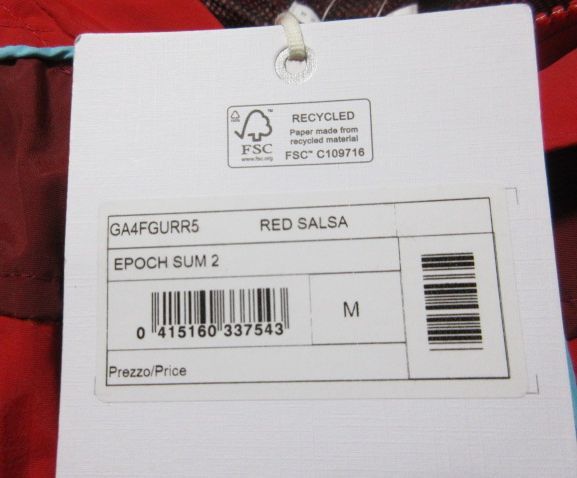 RECYCLED
Paper made from
recycled material
FSC™ C109716
™
FSC
www.fsc.org
GA4FGURR5 RED SALSA
EPOCH SUM 2
M
0 415160 337543
Prezzo/Price